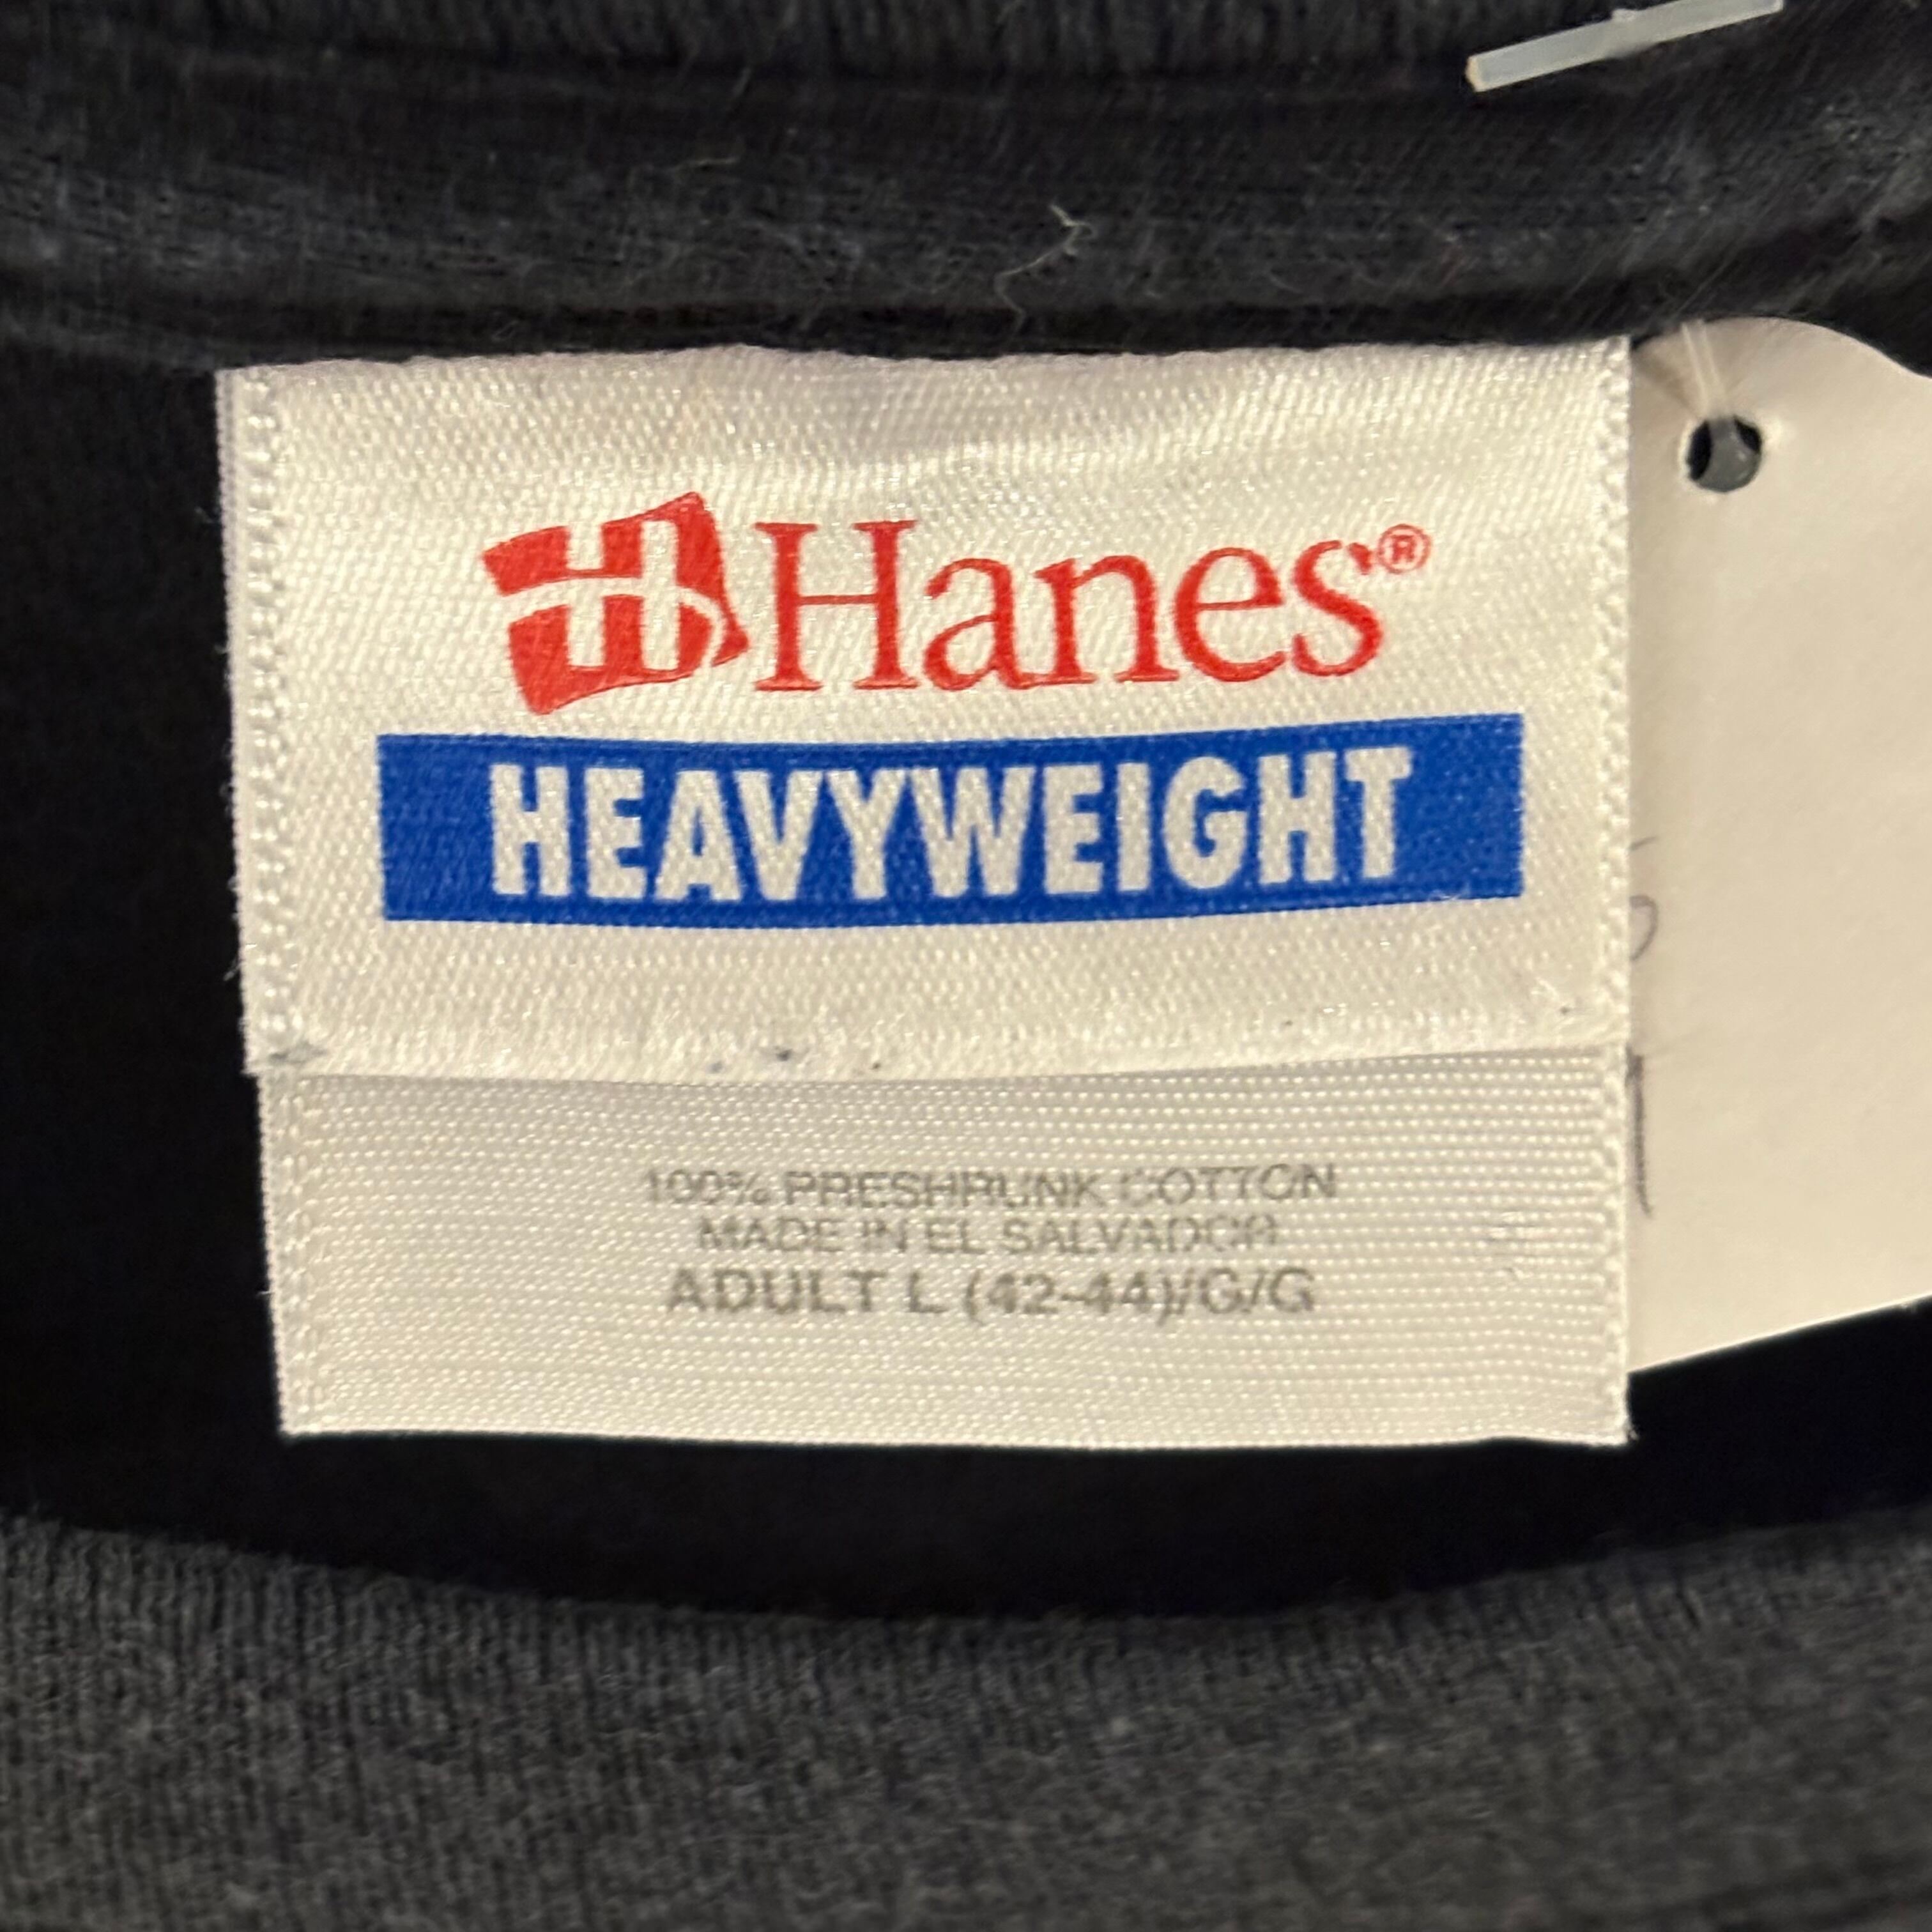 H Hanes®
HEAVYWEIGHT
100% PRESHRUNK COTTON
MADE IN EL SALVADOR
ADULT L (42-44)/G/G